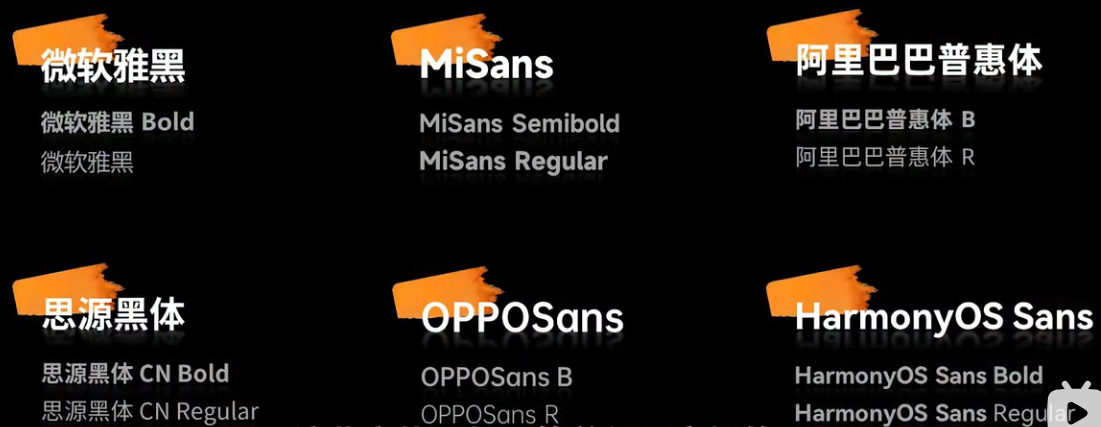 微软雅黑
微软雅黑 Bold
微软雅黑
MiSans
MiSans Semibold
MiSans Regular
阿里巴巴普惠体
阿里巴巴普惠体 B
阿里巴巴普惠体 R
思源黑体
思源黑体 CN Bold
思源黑体 CN Regular
OPPOSans
OPPOSans B
OPPOSans R
HarmonyOS Sans
HarmonyOS Sans Bold
HarmonyOS Sans Regular